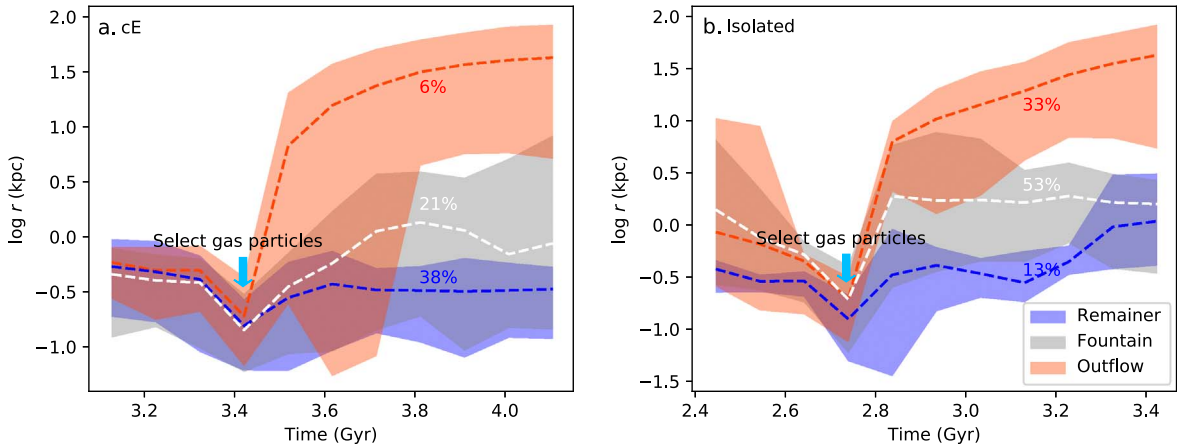 a. cE
2.0
1.5
1.0
0.5
0.0
−0.5
−1.0
log r (kpc)
6%
21%
Select gas particles
38%
3.2
3.4
3.6
3.8
4.0
Time (Gyr)
b. Isolated
2.0
1.5
1.0
0.5
0.0
−0.5
−1.0
−1.5
log r (kpc)
33%
53%
Select gas particles
13%
Remainer
Fountain
Outflow
2.4
2.6
2.8
3.0
3.2
3.4
Time (Gyr)